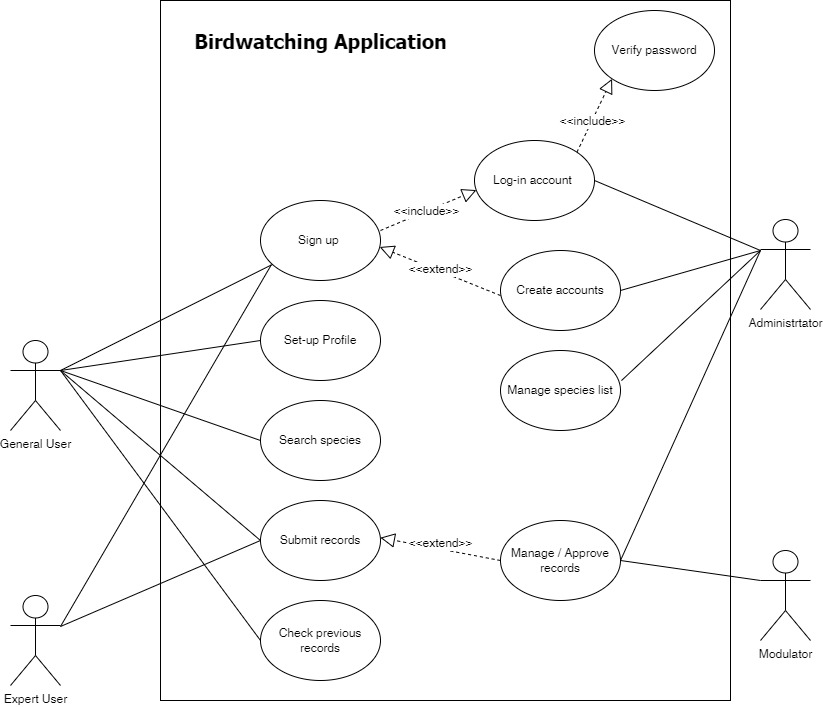 Birdwatching Application
Verify password
<<include>>
Log-in account
<<include>>
Sign up
<<extend>>
Create accounts
Administrtator
Set-up Profile
Manage species list
General User
Search species
Submit records
<<extend>>
Manage / Approve
records
Check previous
records
Modulator
Expert User